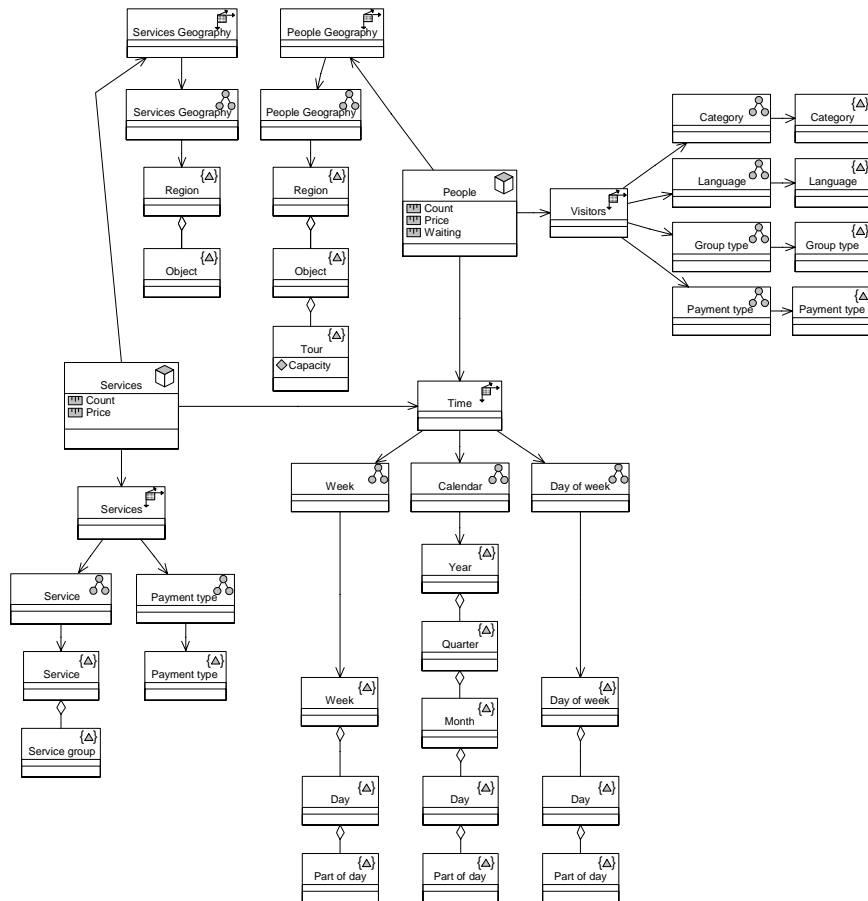 Services Geography
People Geography
Services Geography
People Geography
Category
Category
Region
Region
People
Count
Price
Waiting
Language
Language
Visitors
Group type
Group type
Object
Object
Payment type
Payment type
Tour
Capacity
Services
Count
Price
Time
Week
Calendar
Day of week
Services
Year
Service
Payment type
Quarter
Service
Payment type
Week
Day of week
Month
Service group
Day
Day
Day
Part of day
Part of day
Part of day